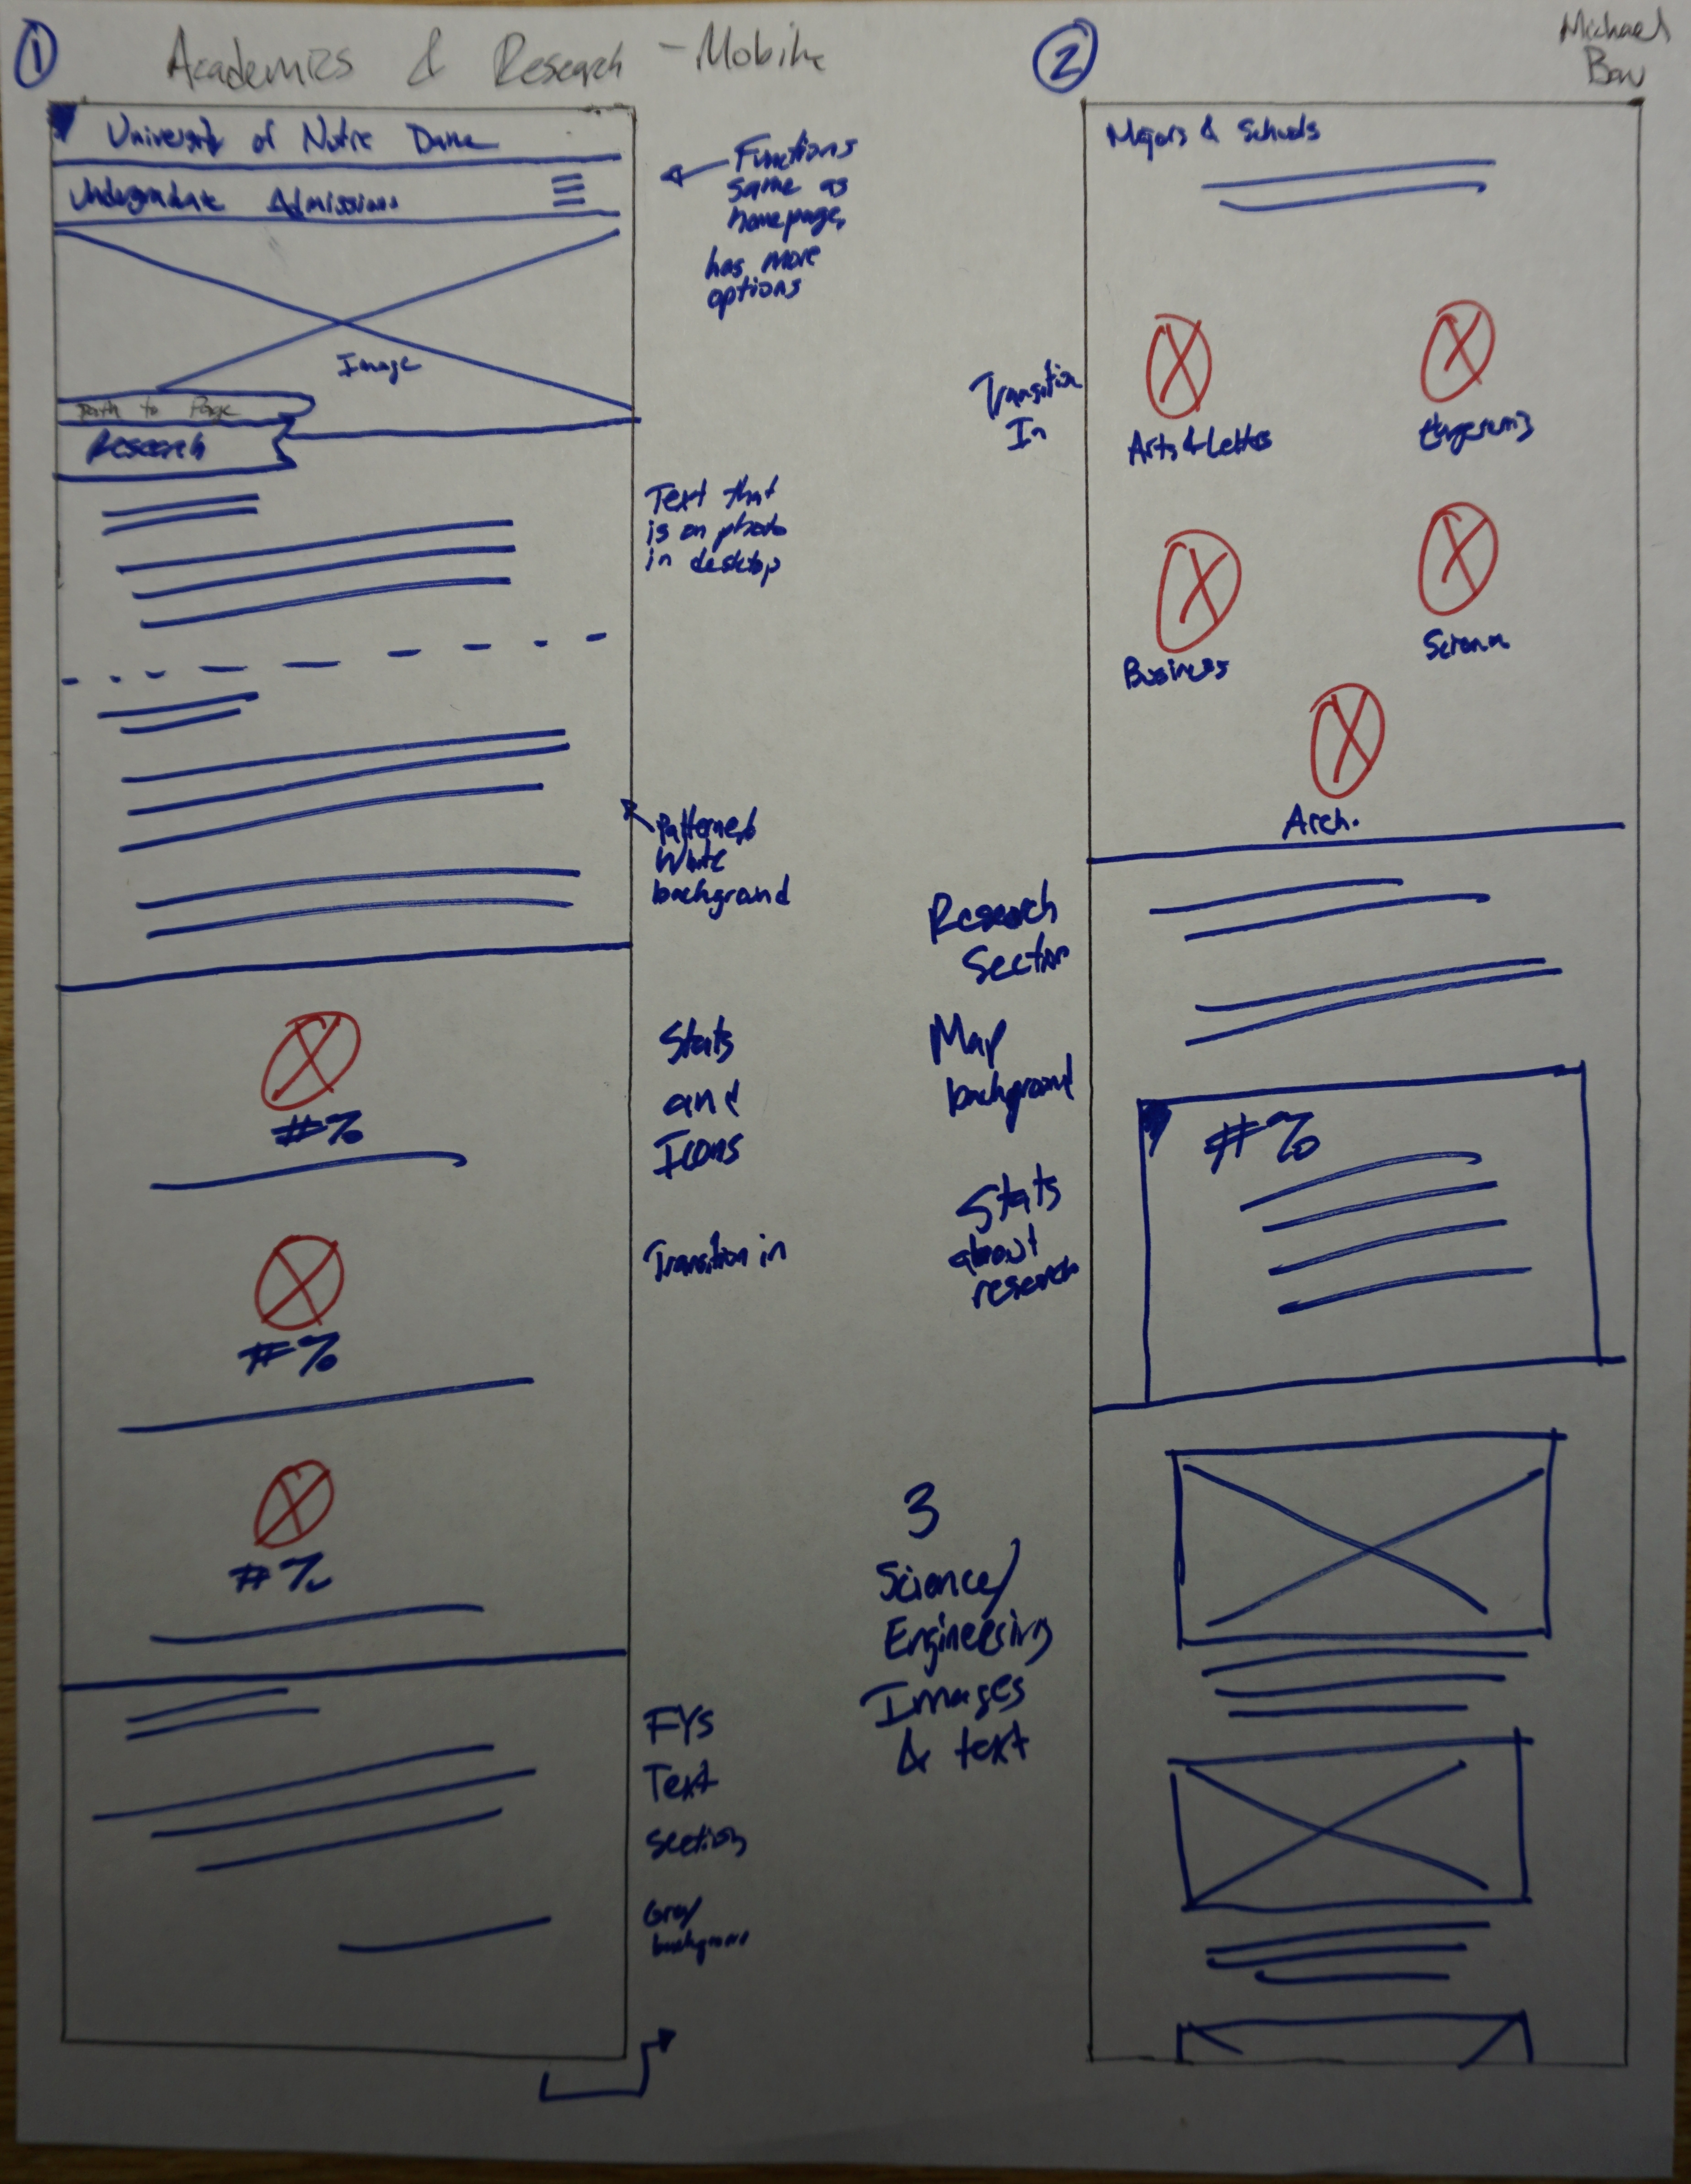 1
Academics & Research - Mobile
University of Notre Dame
Undergraduate Admissions
Functions
same as
homepage,
has more
options
Image
Path to Page
Research
Text that
is on photo
in desktop
Patterned
White
background
#%
Stats
and
Icons
#%
Transition in
#%
FYS
Text
section
Gray
background
2
Michael
Majors & Schools
Transition
In
Arts & Letters
Engineering
Business
Science
Arch.
Research
Section
Map
background
#%
Stats
about
research
3
Science/
Engineering
Images
& text